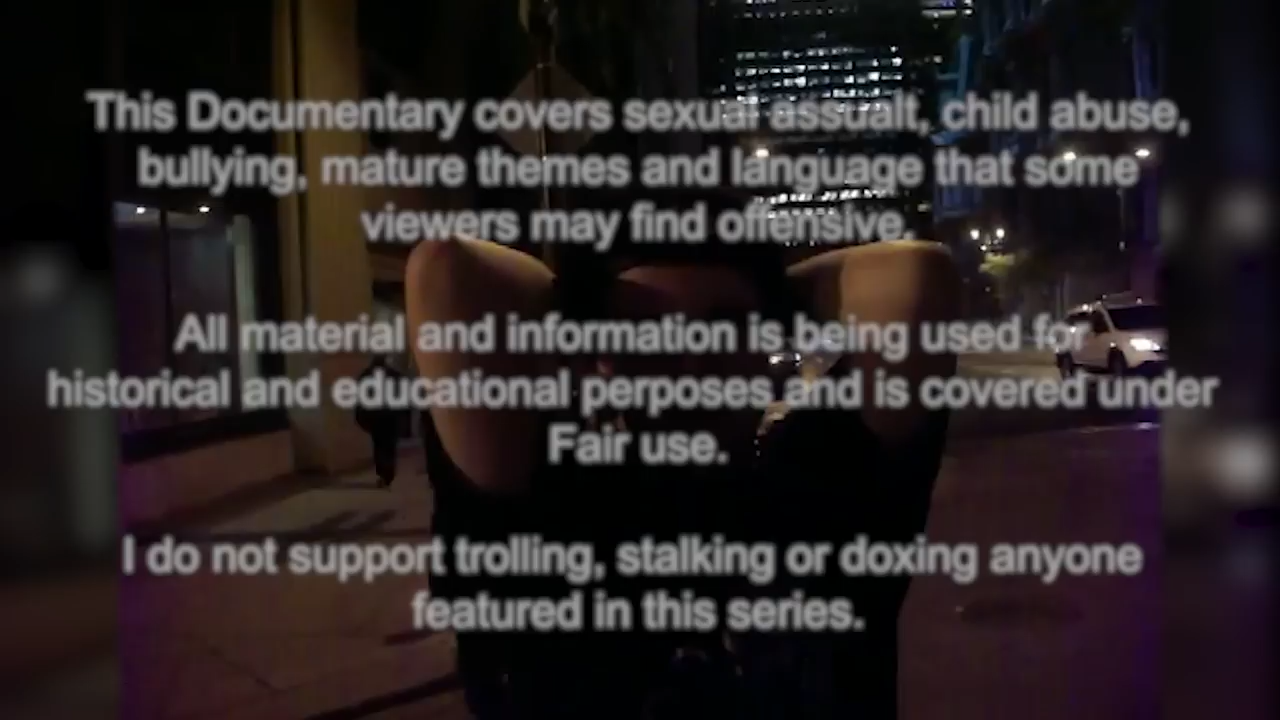 This Documentary covers sexual assualt, child abuse,
bullying, mature themes and language that some
viewers may find offensive.
All material and information is being used for
historical and educational perposes and is covered under
Fair use.
I do not support trolling, stalking or doxing anyone
featured in this series.